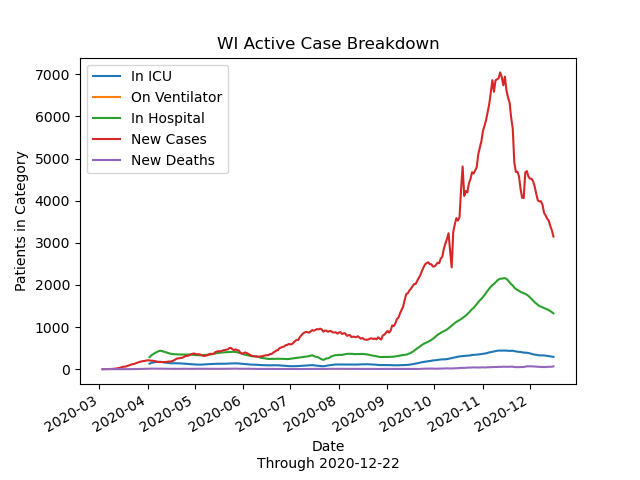 WI Active Case Breakdown
In ICU
On Ventilator
In Hospital
New Cases
New Deaths
Patients in Category
7000
6000
5000
4000
3000
2000
1000
0
2020-03
2020-04
2020-05
2020-06
2020-07
2020-08
2020-09
2020-10
2020-11
2020-12
Date
Through 2020-12-22